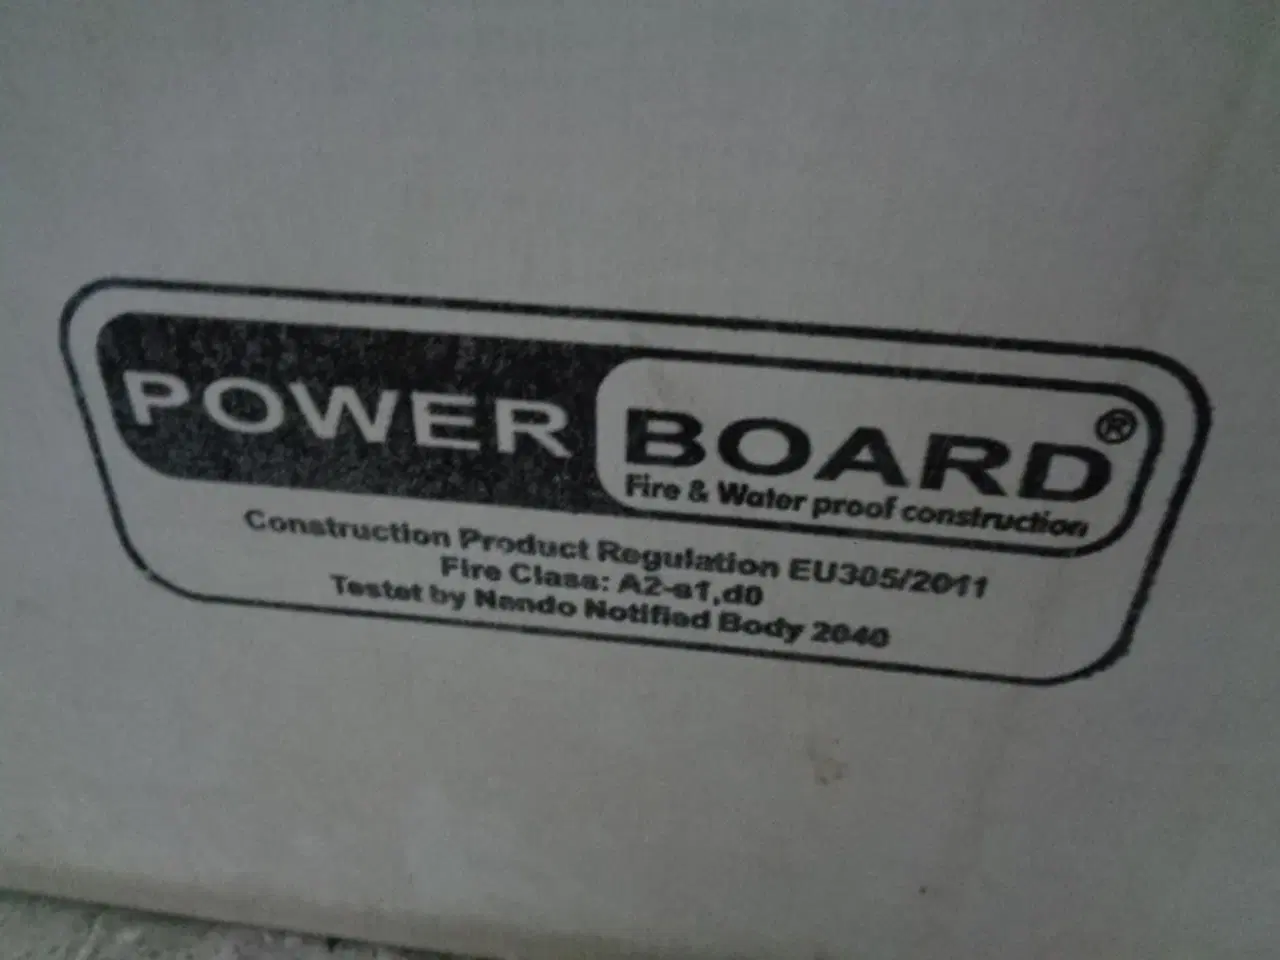 POWER BOARD®
Fire & Water proof construction
Construction Product Regulation EU305/2011
Fire Class: A2-s1,d0
Testet by Nando Notified Body 2040